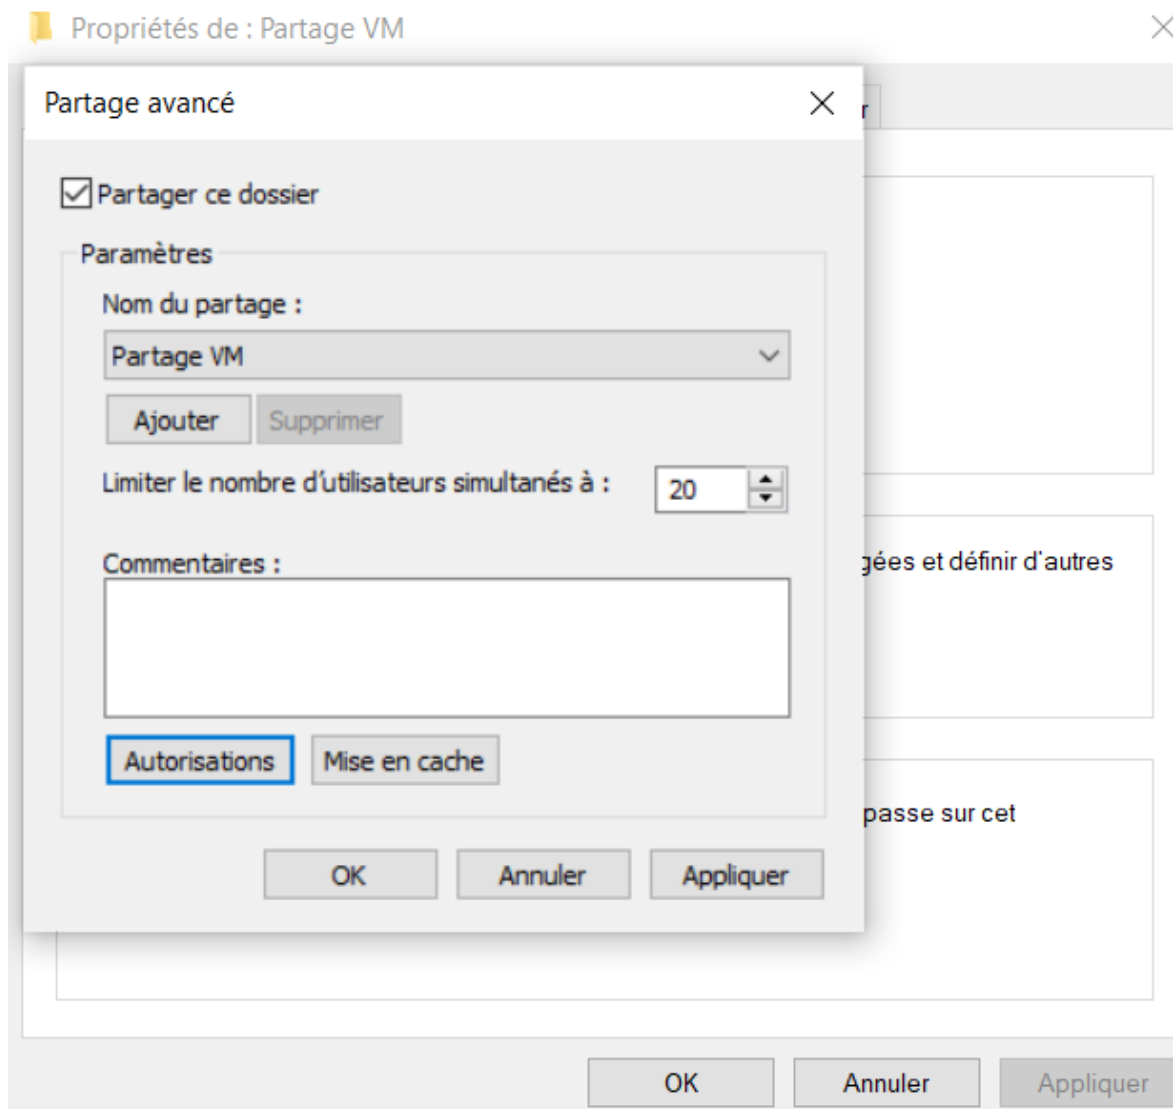 Propriétés de : Partage VM
Partage avancé
Partager ce dossier
Paramètres
Nom du partage :
Partage VM
Ajouter Supprimer
Limiter le nombre d'utilisateurs simultanés à : 20
gées et définir d'autres
Commentaires :
Autorisations Mise en cache
passe sur cet
OK Annuler Appliquer
OK Annuler Appliquer